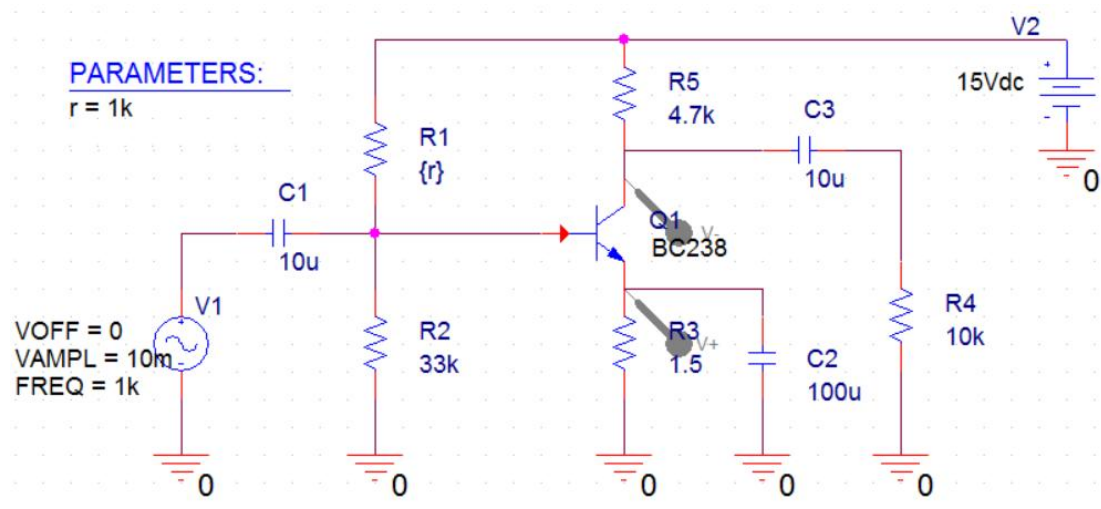 V2
PARAMETERS:
r = 1k
R5
4.7k
15Vdc
C3
10u
R1
{r}
0
C1
10u
Q1
V-
BC238
V1
VOFF = 0
VAMPL = 10m
FREQ = 1k
R2
33k
R3
V+
1.5
C2
100u
R4
10k
0
0
0
0
0